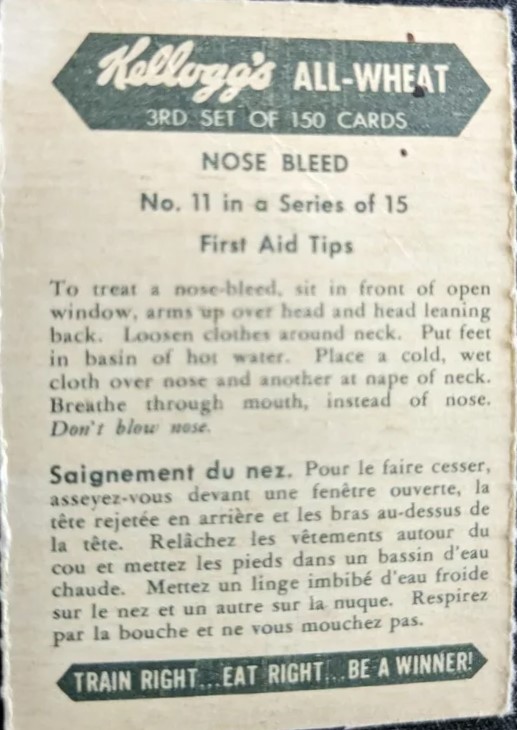 Kellogg's ALL-WHEAT
3RD SET OF 150 CARDS
NOSE BLEED
No. 11 in a Series of 15
First Aid Tips
To treat a nose-bleed, sit in front of open
window, arms up over head and head leaning
back. Loosen clothes around neck. Put feet
in basin of hot water. Place a cold, wet
cloth over nose and another at nape of neck.
Breathe through mouth, instead of nose.
Don't blow nose.
Saignement du nez. Pour le faire cesser,
asseyez-vous devant une fenêtre ouverte, la
tête rejetée en arrière et les bras au-dessus de
la tête. Relâchez les vêtements autour du
cou et mettez les pieds dans un bassin d'eau
chaude. Mettez un linge imbibé d'eau froide
sur le nez et un autre sur la nuque. Respirez
par la bouche et ne vous mouchez pas.
TRAIN RIGHT...EAT RIGHT...BE A WINNER!